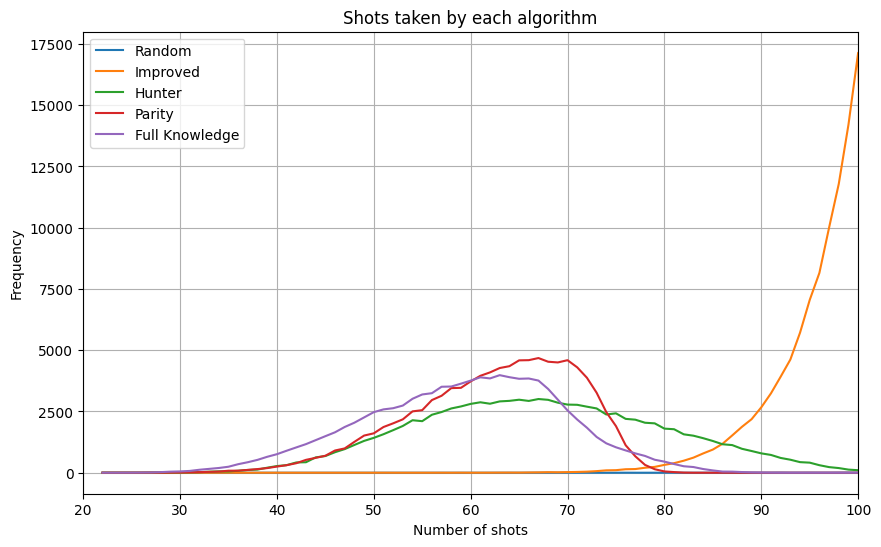 Shots taken by each algorithm
Random
Improved
Hunter
Parity
Full Knowledge
17500
15000
12500
10000
7500
5000
2500
0
Frequency
20 30 40 50 60 70 80 90 100
Number of shots